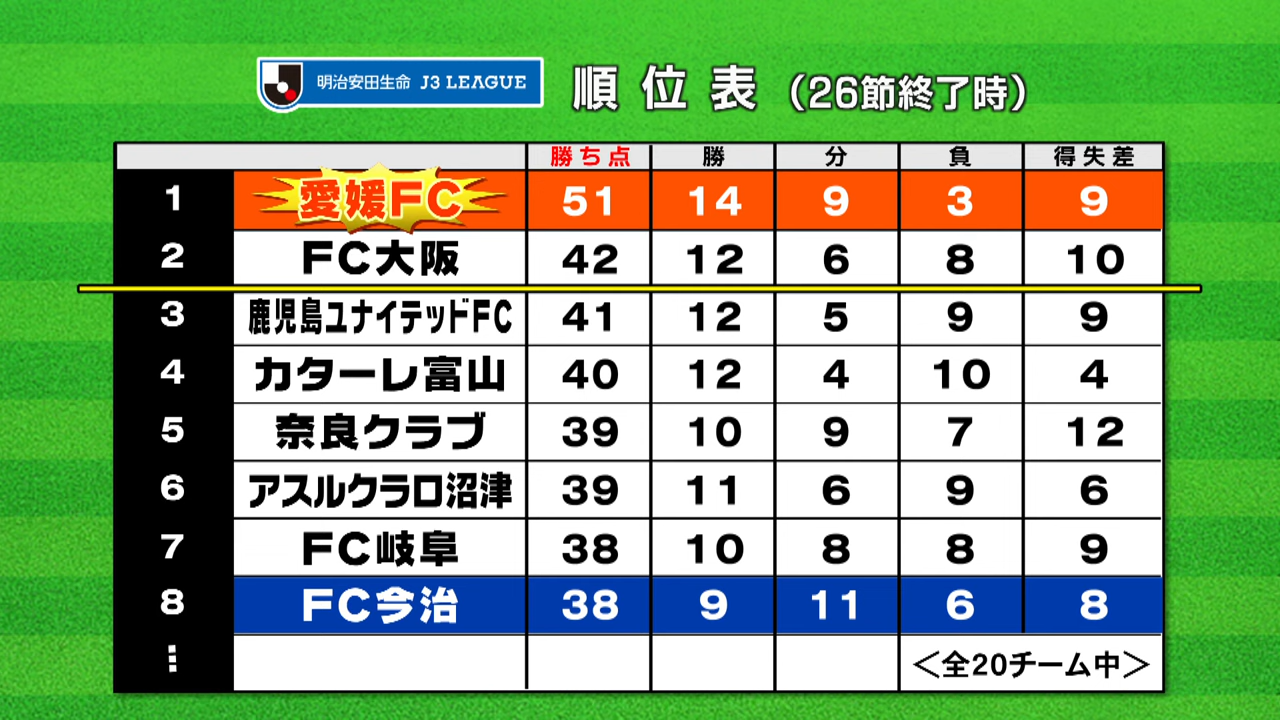 明治安田生命 J3 LEAGUE 順位表 (26節終了時)
勝ち点 勝 分 負 得失差
1 愛媛FC 51 14 9 3 9
2 FC大阪 42 12 6 8 10
3 鹿児島ユナイテッドFC 41 12 5 9 9
4 カターレ富山 40 12 4 10 4
5 奈良クラブ 39 10 9 7 12
6 アスルクラロ沼津 39 11 6 9 6
7 FC岐阜 38 10 8 8 9
8 FC今治 38 9 11 6 8
⋮ <全20チーム中>